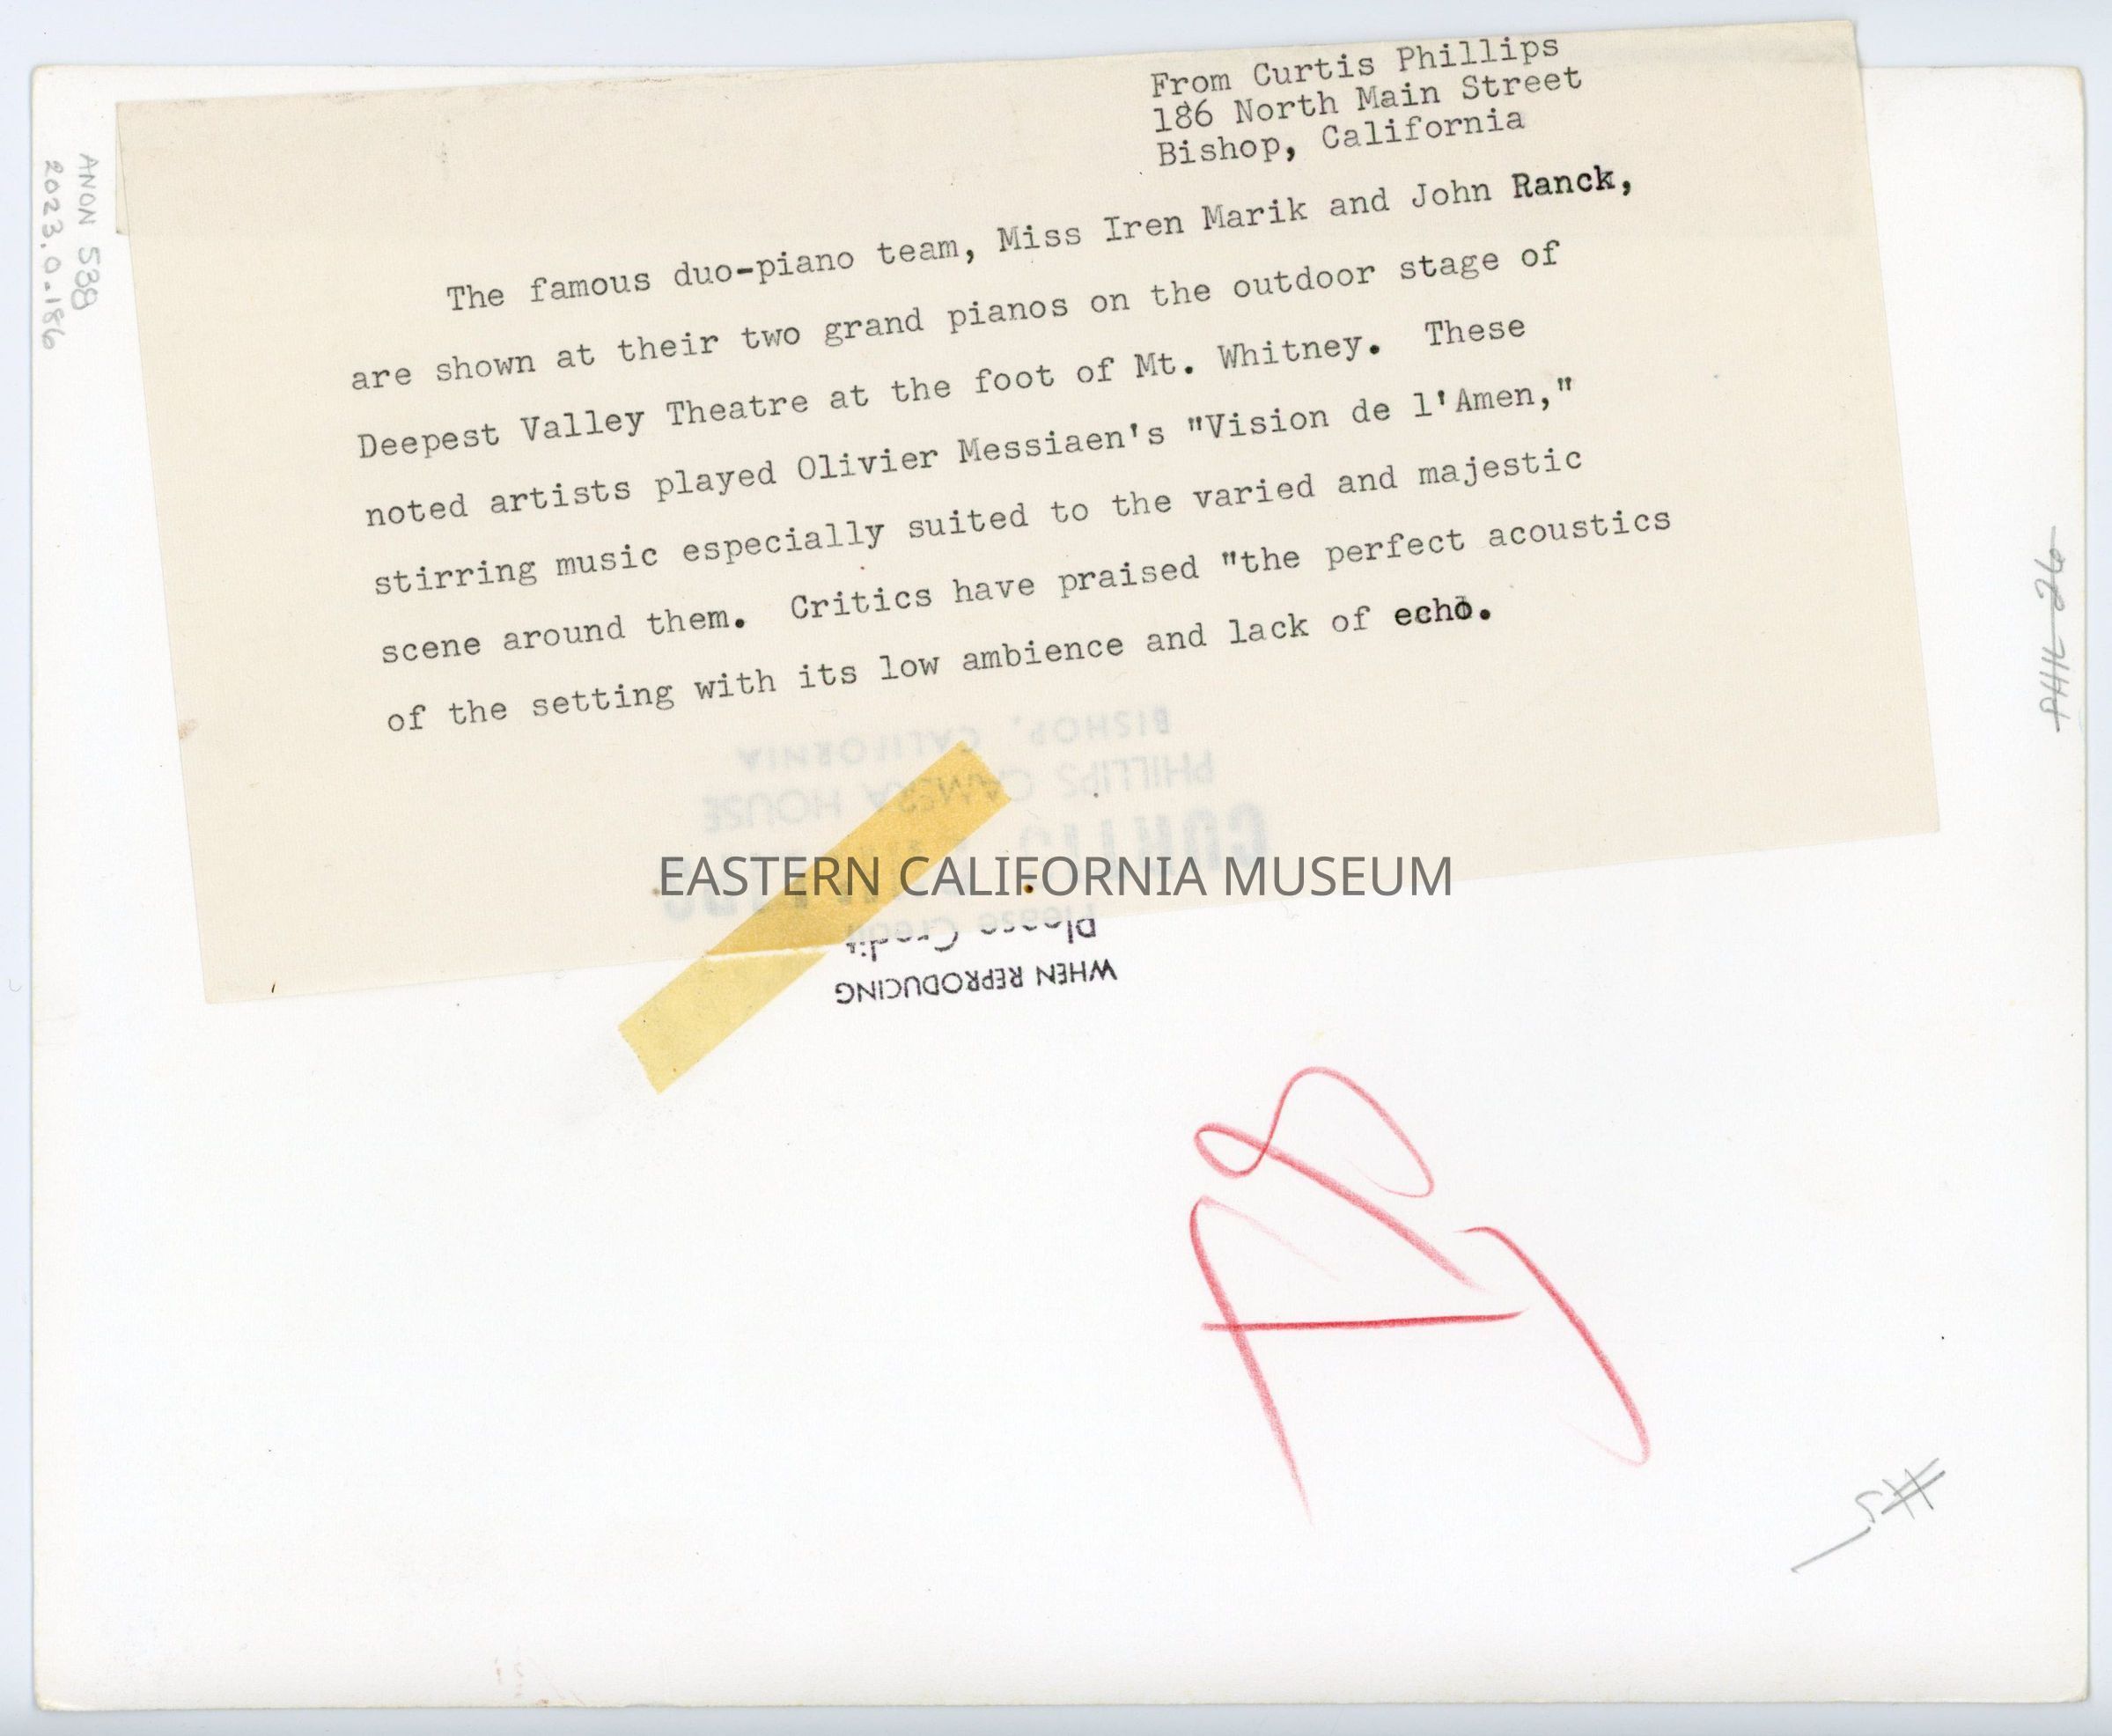 From Curtis Phillips
186 North Main Street
Bishop, California
The famous duo-piano team, Miss Iren Marik and John Ranck,
are shown at their two grand pianos on the outdoor stage of
Deepest Valley Theatre at the foot of Mt. Whitney. These
noted artists played Olivier Messiaen's "Vision de l'Amen,"
stirring music especially suited to the varied and majestic
scene around them. Critics have praised "the perfect acoustics
of the setting with its low ambience and lack of echo.
EASTERN CALIFORNIA MUSEUM
WHEN REPRODUCING
Please Credit
CURTIS PHILLIPS
PHILLIPS CAMERA HOUSE
BISHOP, CALIFORNIA
ANON 538
2023.0.186
PHIL 26
#5